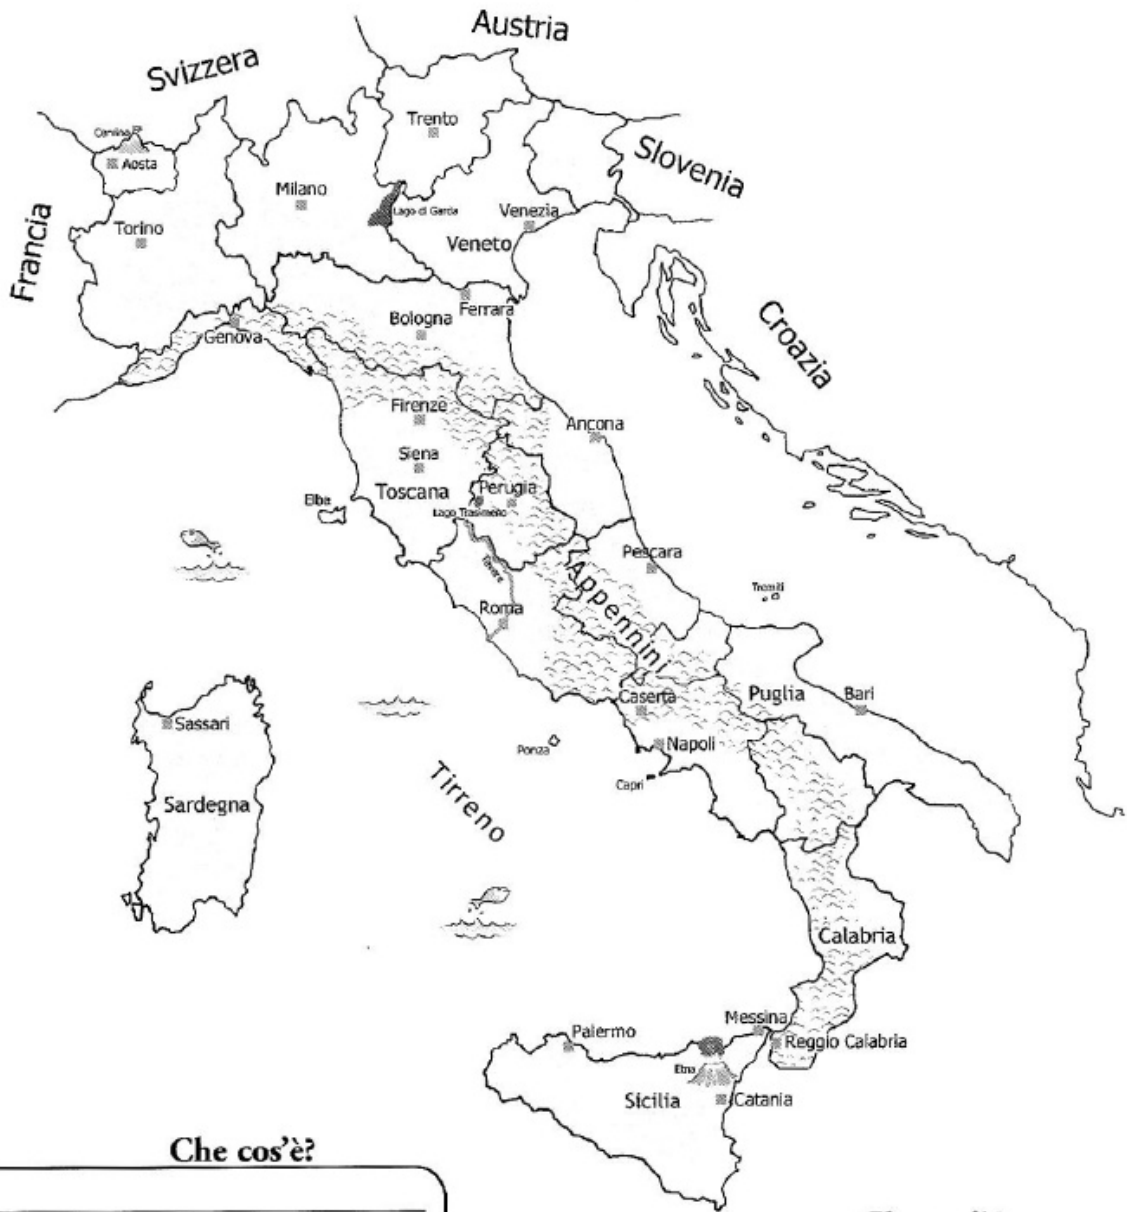 Austria
Svizzera
Trento
Cervino
Aosta
Slovenia
Milano
Lago di Garda
Venezia
Torino
Veneto
Francia
Ferrara
Bologna
Genova
Croazia
Firenze
Ancona
Siena
Toscana
Perugia
Elba
Lago Trasimeno
Pescara
Tevere
Appennini
Tremiti
Roma
Puglia
Bari
Caserta
Sassari
Napoli
Ponza
Capri
Tirreno
Sardegna
Calabria
Messina
Palermo
Reggio Calabria
Etna
Sicilia
Catania
Che cos'è?